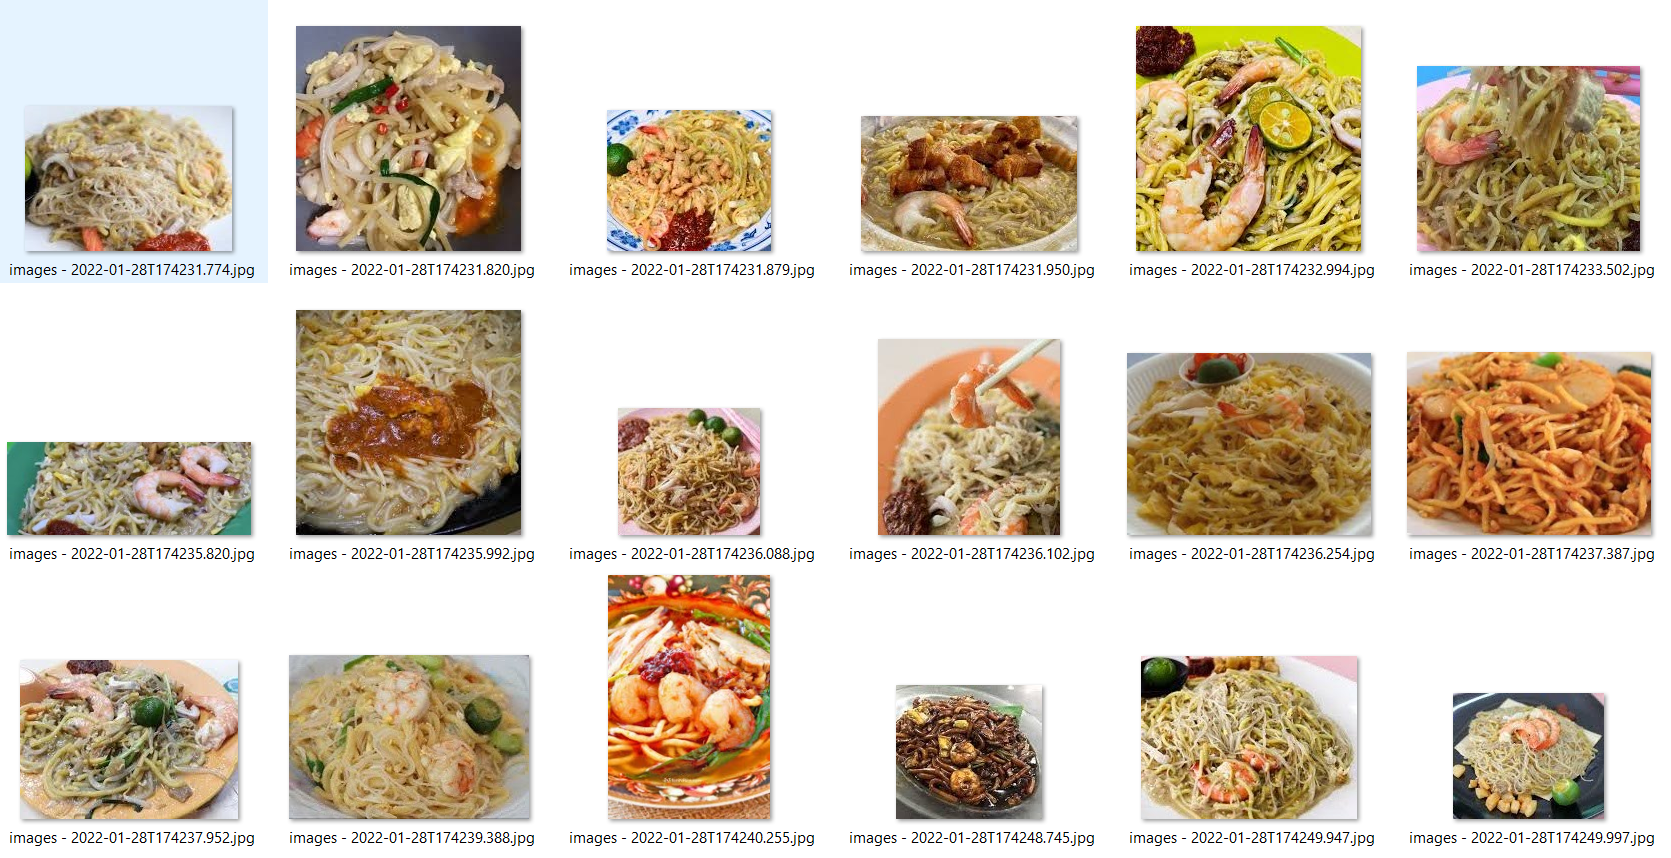 images - 2022-01-28T174231.774.jpg
images - 2022-01-28T174231.820.jpg
images - 2022-01-28T174231.879.jpg
images - 2022-01-28T174231.950.jpg
images - 2022-01-28T174232.994.jpg
images - 2022-01-28T174233.502.jpg
images - 2022-01-28T174235.820.jpg
images - 2022-01-28T174235.992.jpg
images - 2022-01-28T174236.088.jpg
images - 2022-01-28T174236.102.jpg
images - 2022-01-28T174236.254.jpg
images - 2022-01-28T174237.387.jpg
images - 2022-01-28T174237.952.jpg
images - 2022-01-28T174239.388.jpg
images - 2022-01-28T174240.255.jpg
images - 2022-01-28T174248.745.jpg
images - 2022-01-28T174249.947.jpg
images - 2022-01-28T174249.997.jpg